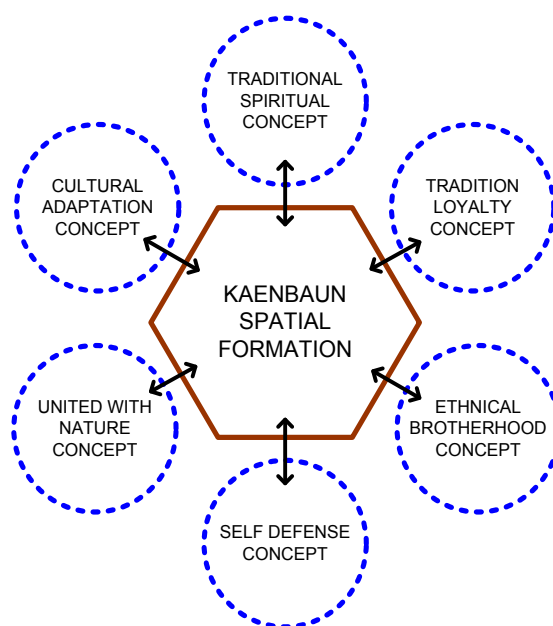 TRADITIONAL
SPIRITUAL
CONCEPT
CULTURAL
ADAPTATION
CONCEPT
TRADITION
LOYALTY
CONCEPT
KAENBAUN
SPATIAL
FORMATION
UNITED WITH
NATURE
CONCEPT
ETHNICAL
BROTHERHOOD
CONCEPT
SELF DEFENSE
CONCEPT